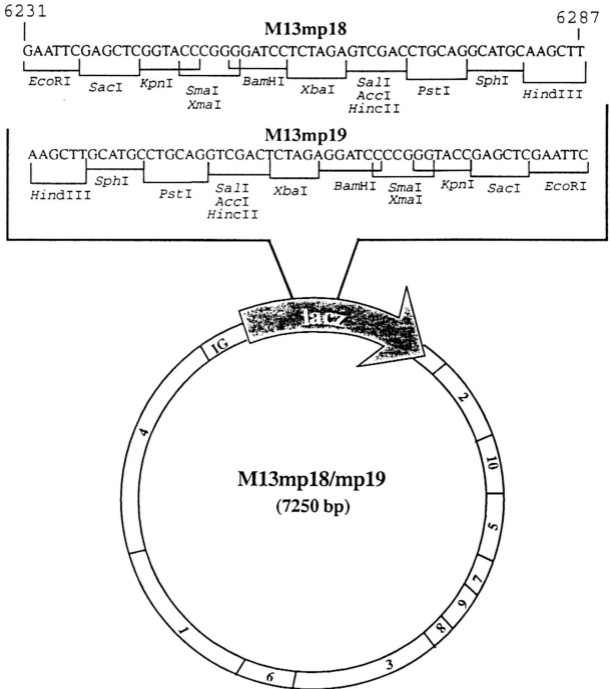 6231 6287
M13mp18
GAATTCGAGCTCGGTACCCGGGGATCCTCTAGAGTCGACCTGCAGGCATGCAAGCTT
EcoRI SacI KpnI SmaI BamHI XbaI SalI PstI SphI HindIII
XmaI AccI
HincII
M13mp19
AAGCTTGCATGCCTGCAGGTCGACTCTAGAGGATCCCCGGGTACCGAGCTCGAATTC
HindIII SphI PstI SalI XbaI BamHI SmaI KpnI SacI EcoRI
AccI XmaI
HincII
lacz
IG
2
4
10
M13mp18/mp19
(7250 bp)
5
7
9
8
1
3
6